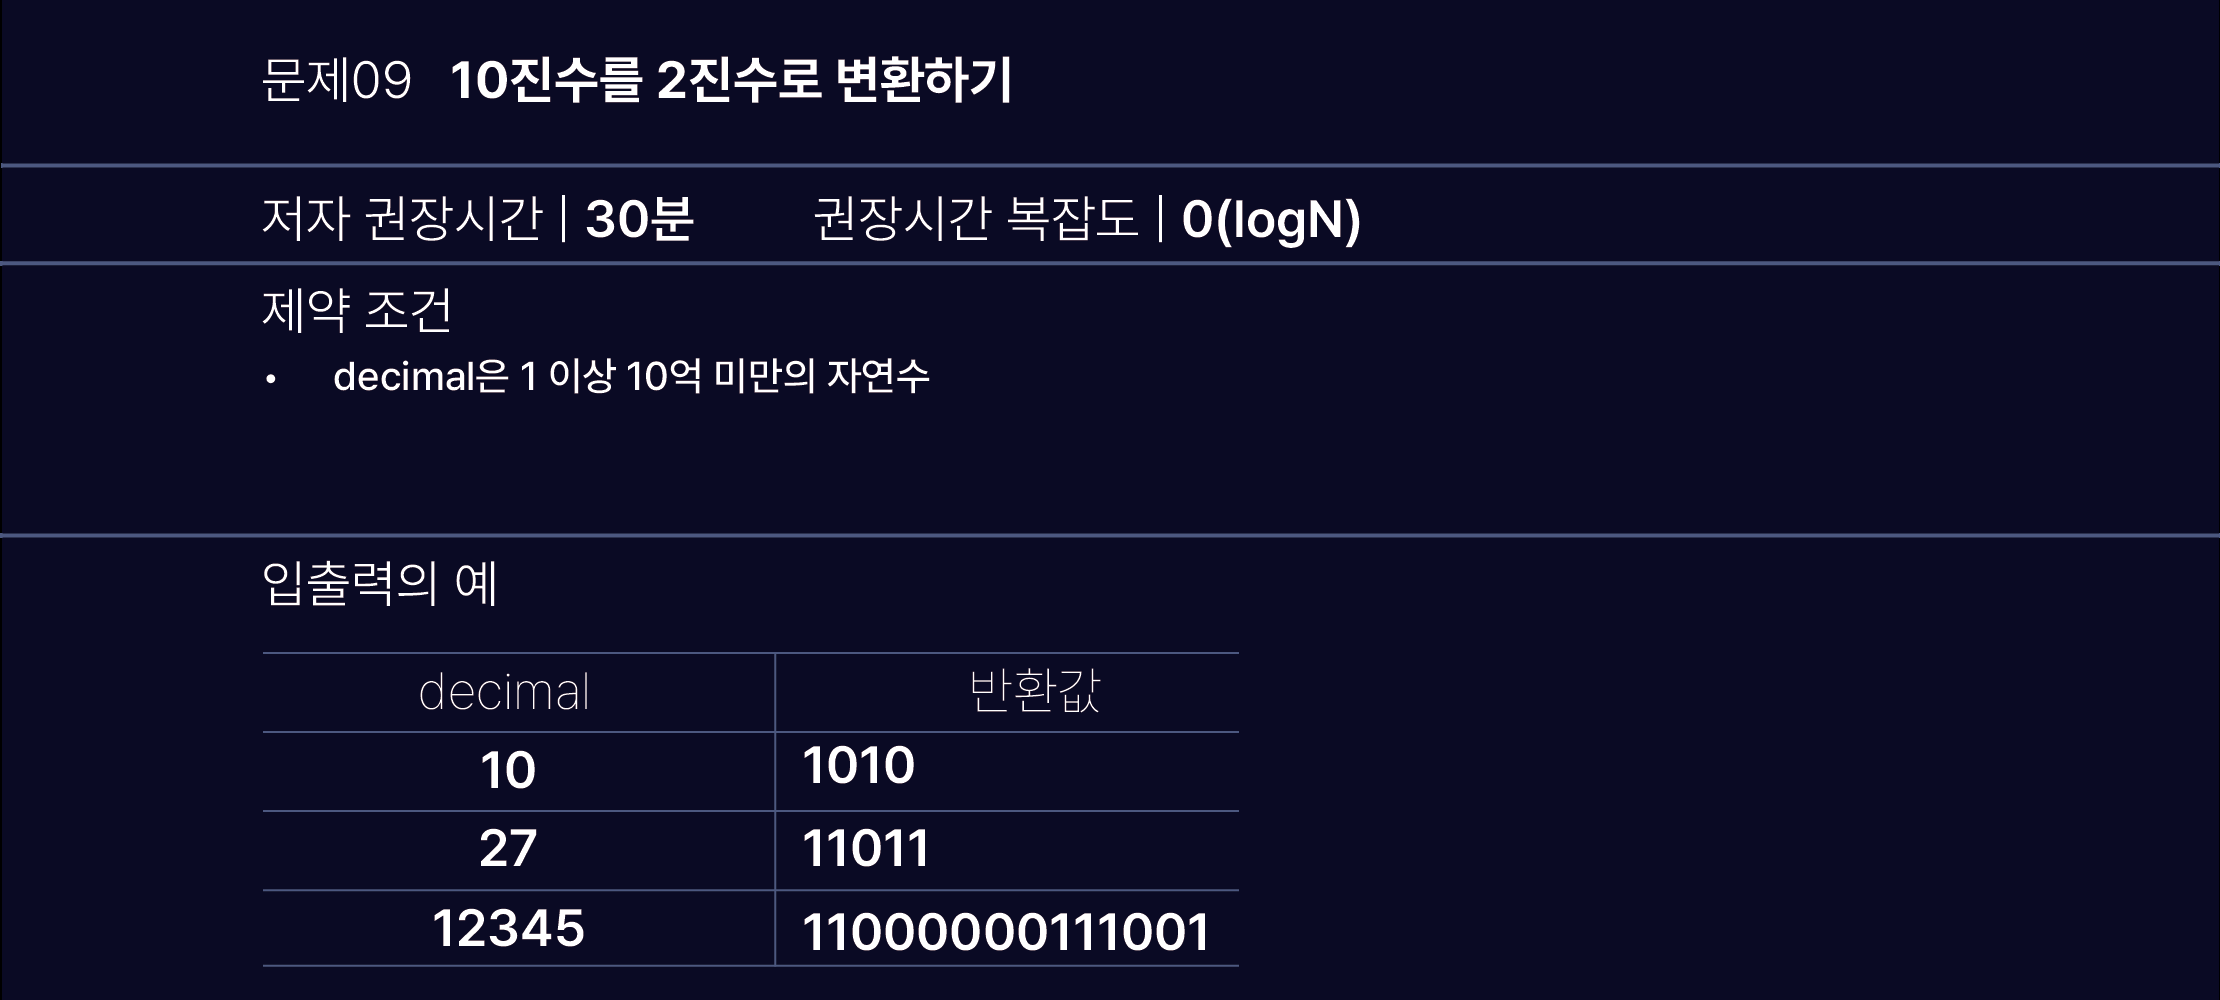 문제09 10진수를 2진수로 변환하기
저자 권장시간 | 30분 권장시간 복잡도 | 0(logN)
제약 조건
• decimal은 1 이상 10억 미만의 자연수
입출력의 예
decimal 반환값
10 1010
27 11011
12345 11000000111001